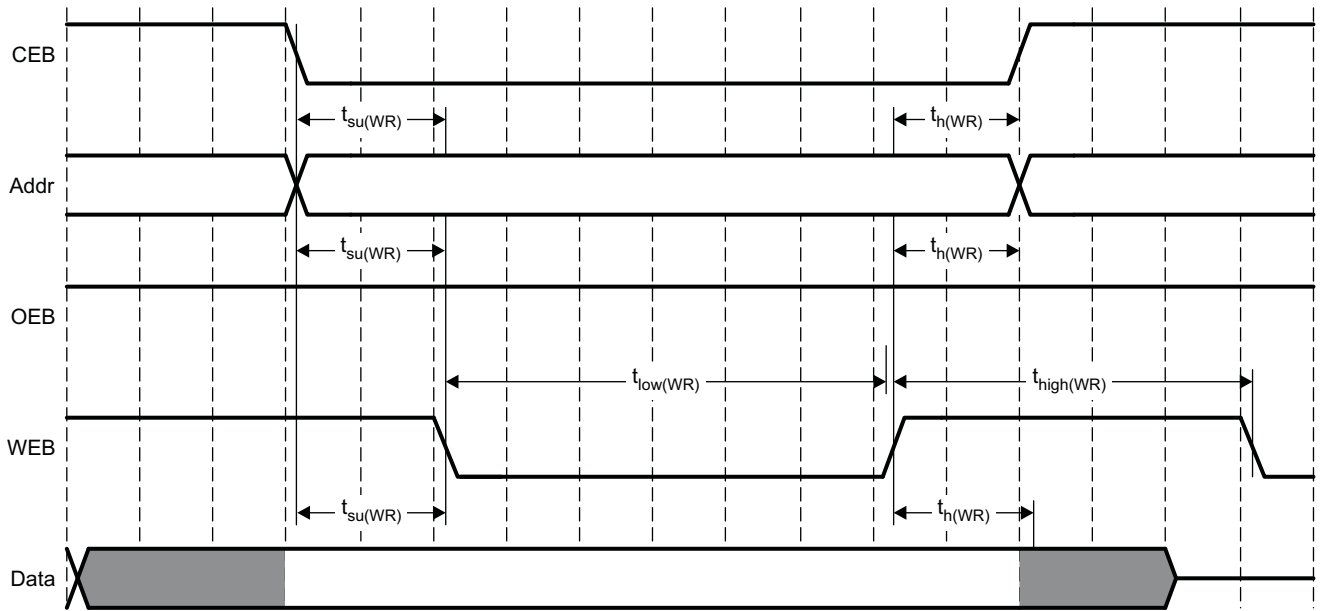 CEB
t_su(WR) t_h(WR)
Addr
t_su(WR) t_h(WR)
OEB
t_low(WR) t_high(WR)
WEB
t_su(WR) t_h(WR)
Data